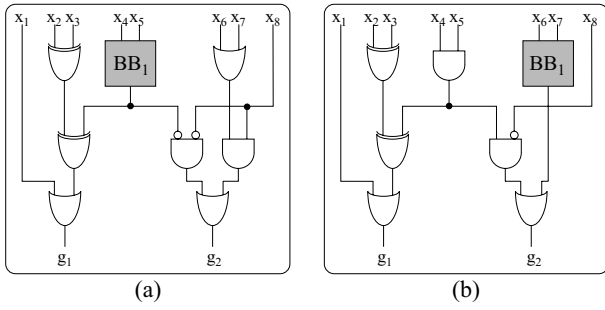 x₁ x₂ x₃ x₄ x₅ x₆ x₇ x₈
BB₁
g₁ g₂
(a)
x₁ x₂ x₃ x₄ x₅ x₆ x₇ x₈
BB₁
g₁ g₂
(b)